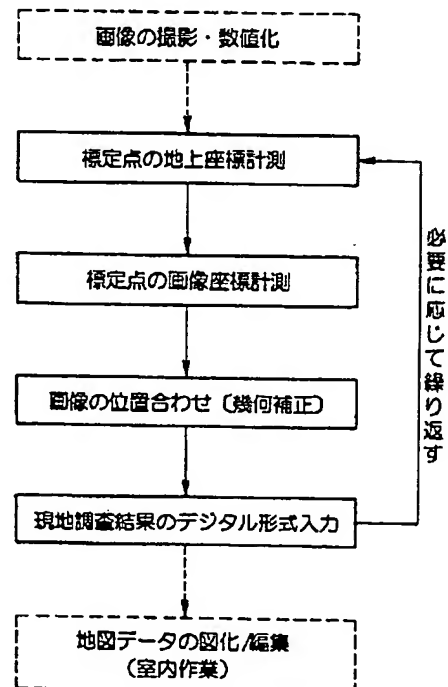 画像の撮影・数値化
標定点の地上座標計測
標定点の画像座標計測
画像の位置合わせ〔幾何補正〕
現地調査結果のデジタル形式入力
必要に応じて繰り返す
地図データの図化/編集
(室内作業)